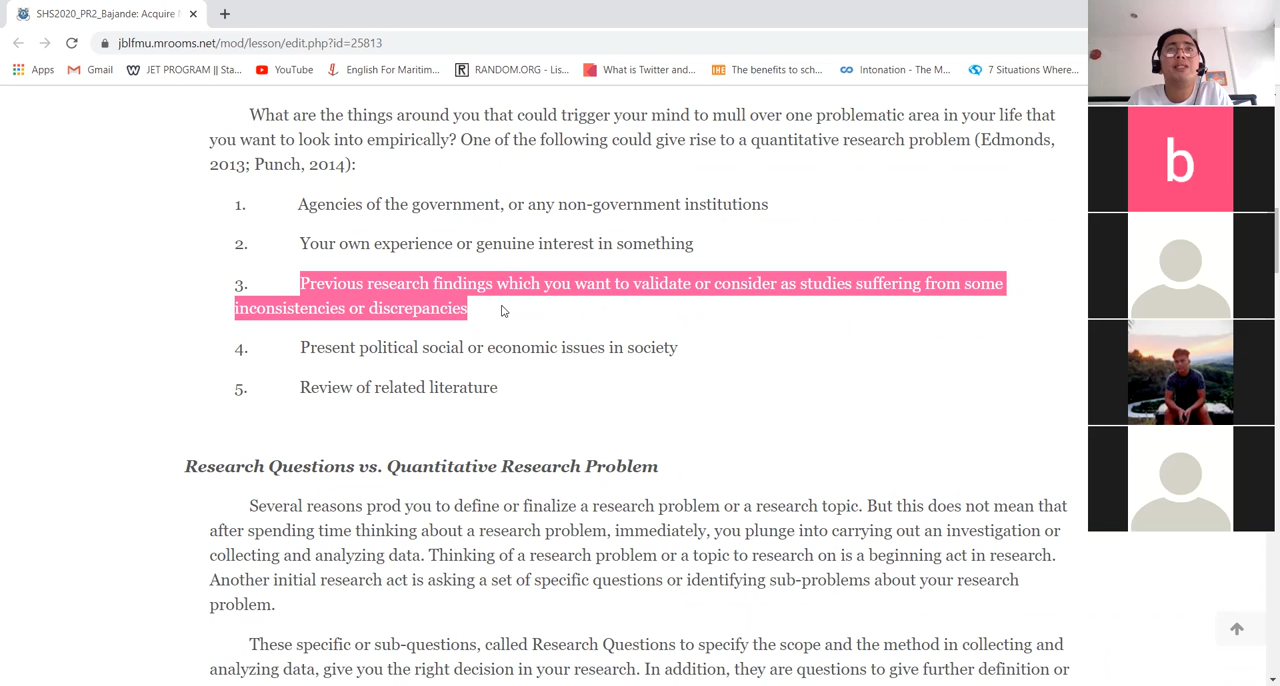 SHS2020_PR2_Bajande: Acquire
jblfmu.mrooms.net/mod/lesson/edit.php?id=25813
Apps Gmail JET PROGRAM || Sta... YouTube English For Maritim... RANDOM.ORG - Lis... What is Twitter and... The benefits to sch... Intonation - The M... 7 Situations Where...
What are the things around you that could trigger your mind to mull over one problematic area in your life that
you want to look into empirically? One of the following could give rise to a quantitative research problem (Edmonds,
2013; Punch, 2014):
1. Agencies of the government, or any non-government institutions
2. Your own experience or genuine interest in something
3. Previous research findings which you want to validate or consider as studies suffering from some
inconsistencies or discrepancies
4. Present political social or economic issues in society
5. Review of related literature
Research Questions vs. Quantitative Research Problem
Several reasons prod you to define or finalize a research problem or a research topic. But this does not mean that
after spending time thinking about a research problem, immediately, you plunge into carrying out an investigation or
collecting and analyzing data. Thinking of a research problem or a topic to research on is a beginning act in research.
Another initial research act is asking a set of specific questions or identifying sub-problems about your research
problem.
These specific or sub-questions, called Research Questions to specify the scope and the method in collecting and
analyzing data, give you the right decision in your research. In addition, they are questions to give further definition or
b